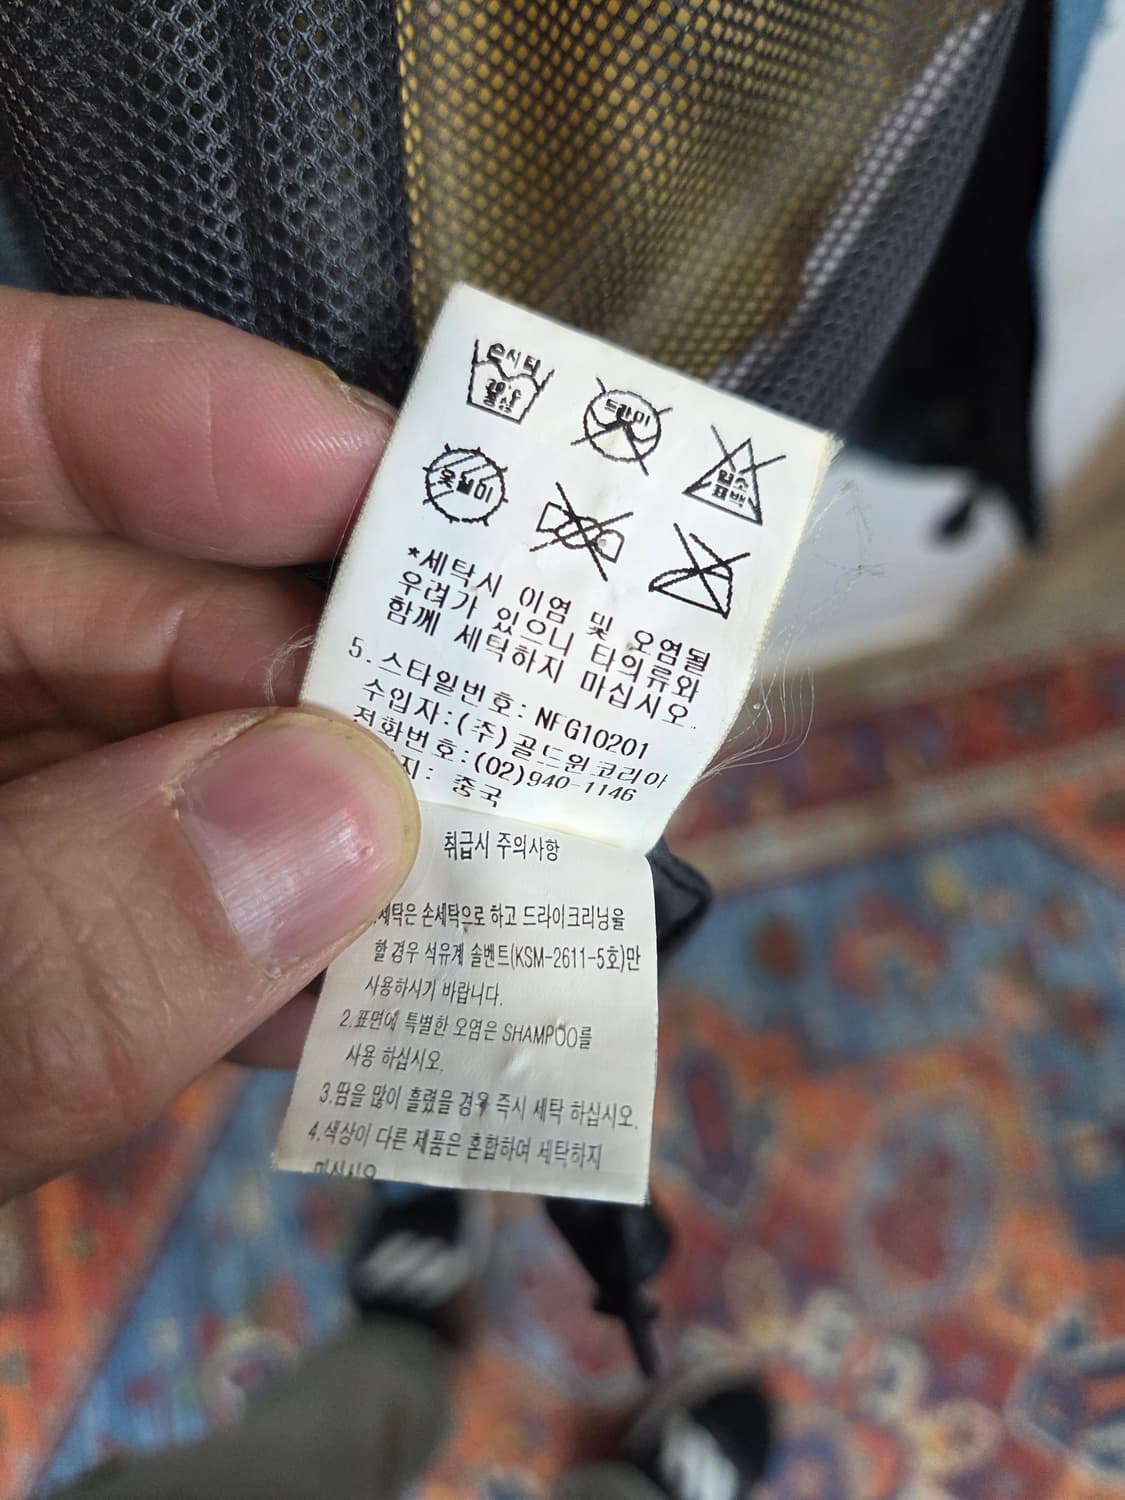 손세탁
중성
드라이
염소
표백
옷걸이
*세탁시 이염 및 오염될
우려가 있으니 타의류와
함께 세탁하지 마십시오.
5.스타일번호: NFG10201
수입자:(주)골드윈코리아
전화번호:(02)940-1146
지: 중국
취급시 주의사항
세탁은 손세탁으로 하고 드라이크리닝을
할 경우 석유계 솔벤트(KSM-2611-5호)만
사용하시기 바랍니다.
2.표면에 특별한 오염은 SHAMPOO를
사용 하십시오.
3.땀을 많이 흘렸을 경우 즉시 세탁 하십시오.
4.색상이 다른 제품은 혼합하여 세탁하지
마십시오